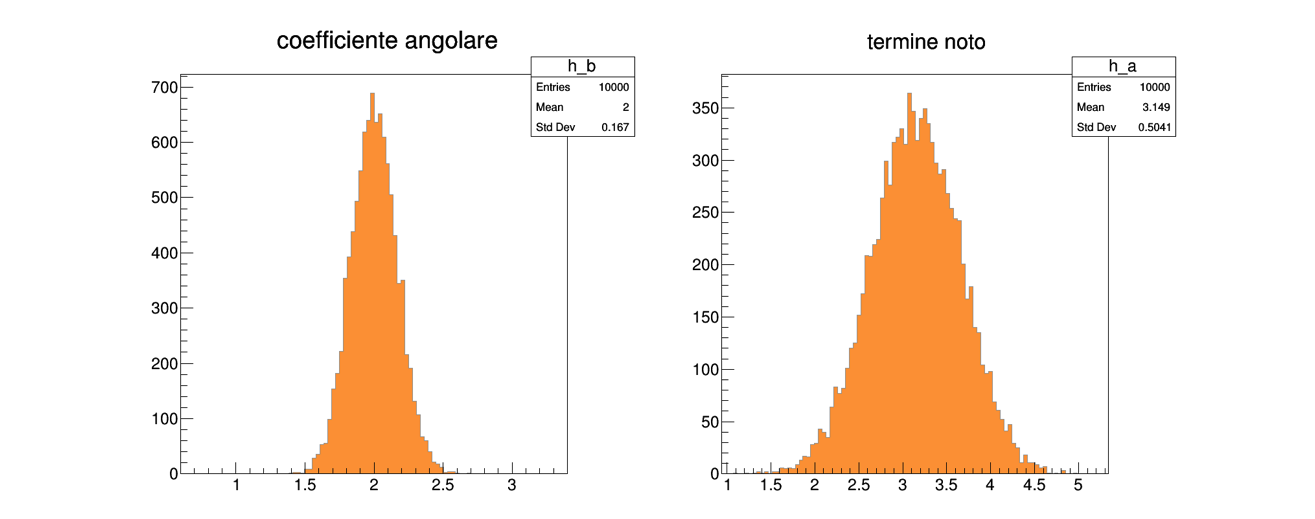 coefficiente angolare
h_b
Entries 10000
Mean 2
Std Dev 0.167
700
600
500
400
300
200
100
0
1 1.5 2 2.5 3
termine noto
h_a
Entries 10000
Mean 3.149
Std Dev 0.5041
350
300
250
200
150
100
50
0
1 1.5 2 2.5 3 3.5 4 4.5 5